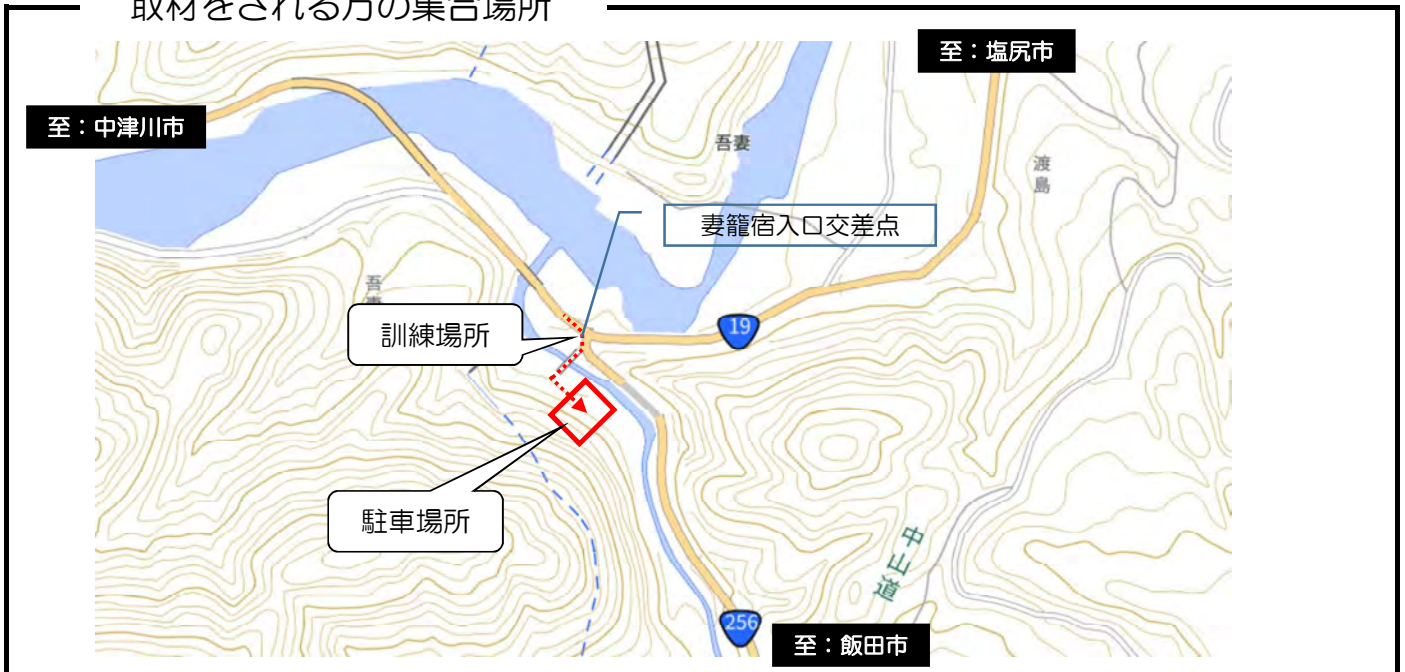 取材をされる方の集合場所
至：塩尻市
至：中津川市
吾妻
渡島
妻籠宿入口交差点
吾
訓練場所
19
駐車場所
中山道
256
至：飯田市